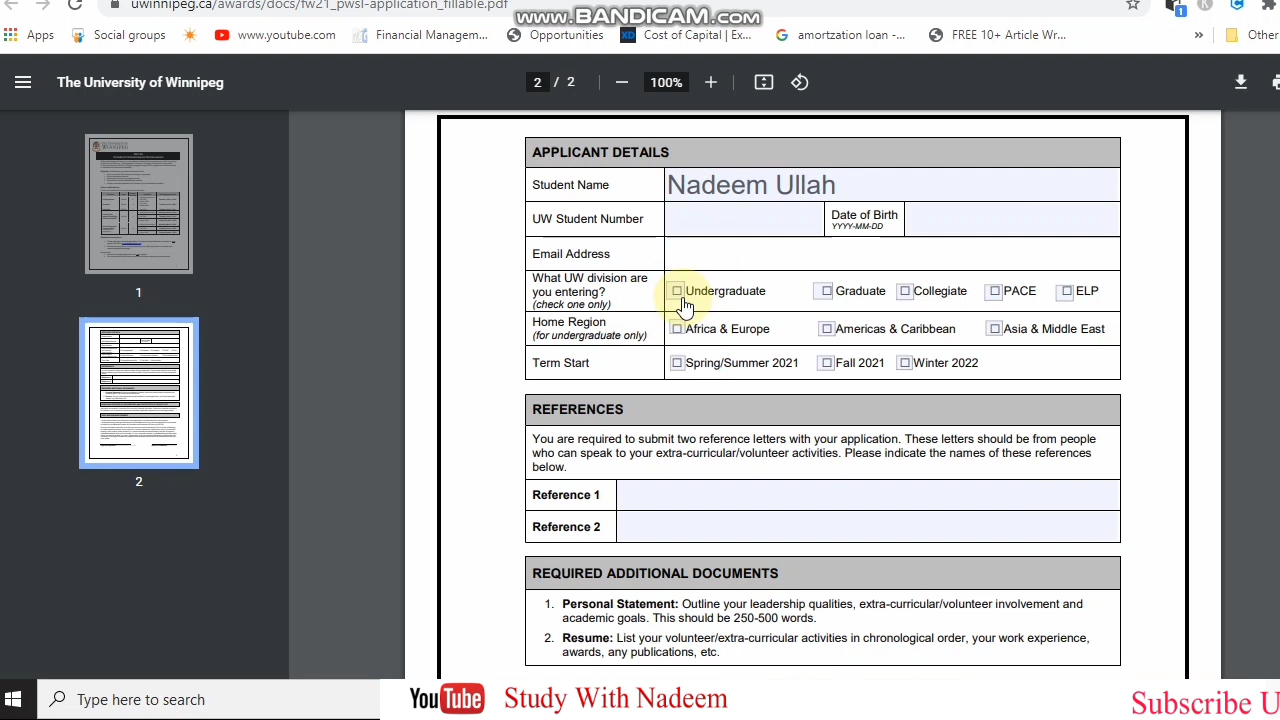 uwinnipeg.ca/awards/docs/fw21_pwsl-application_fillable.pdf
www.BANDICAM.com
1
Apps
Social groups
www.youtube.com
Financial Managem...
Opportunities
XD
Cost of Capital ( Ex...
amortzation loan -...
FREE 10+ Article Wr...
»
Other
The University of Winnipeg
2 / 2
100%
1
2
APPLICANT DETAILS
Student Name
Nadeem Ullah
UW Student Number
Date of Birth
YYYY-MM-DD
Email Address
What UW division are
you entering?
(check one only)
Undergraduate
Graduate
Collegiate
PACE
ELP
Home Region
(for undergraduate only)
Africa & Europe
Americas & Caribbean
Asia & Middle East
Term Start
Spring/Summer 2021
Fall 2021
Winter 2022
REFERENCES
You are required to submit two reference letters with your application. These letters should be from people
who can speak to your extra-curricular/volunteer activities. Please indicate the names of these references
below.
Reference 1
Reference 2
REQUIRED ADDITIONAL DOCUMENTS
1. Personal Statement: Outline your leadership qualities, extra-curricular/volunteer involvement and
academic goals. This should be 250-500 words.
2. Resume: List your volunteer/extra-curricular activities in chronological order, your work experience,
awards, any publications, etc.
Type here to search
YouTube
Study With Nadeem
Subscribe U